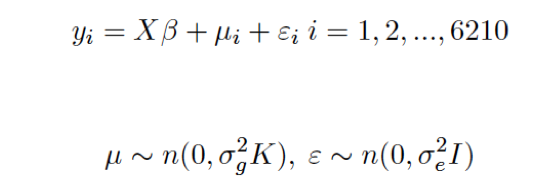 y_i = Xβ + μ_i + ε_i i = 1, 2, ..., 6210
μ ∼ n(0, σ_g^2 K), ε ∼ n(0, σ_e^2 I)